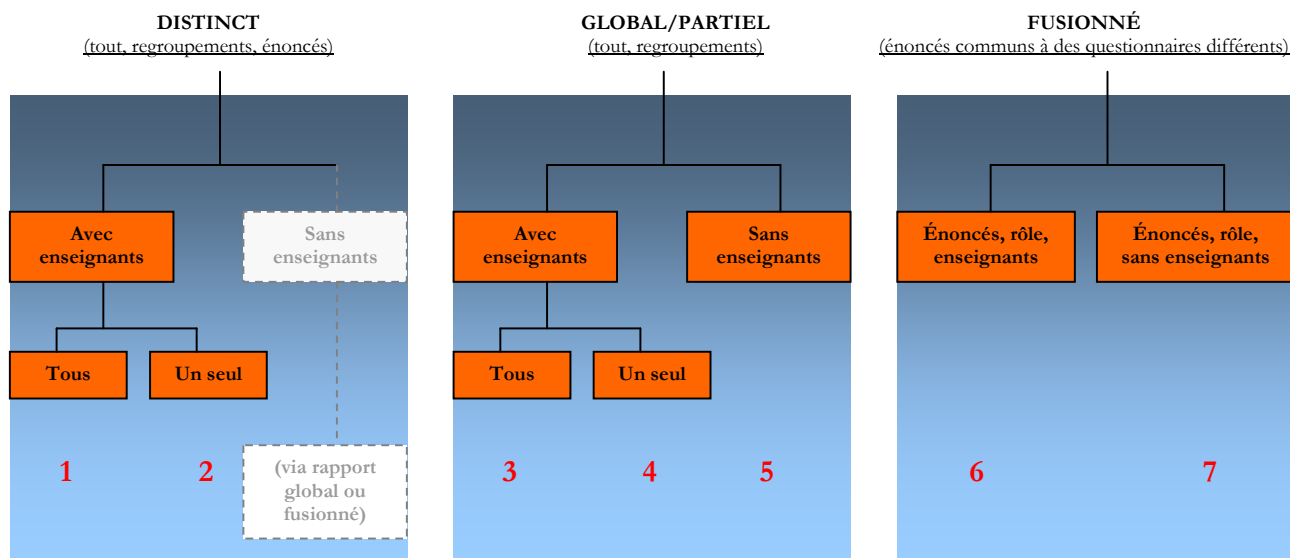 DISTINCT
(tout, regroupements, énoncés)
GLOBAL/PARTIEL
(tout, regroupements)
FUSIONNÉ
(énoncés communs à des questionnaires différents)
Avec
enseignants
Sans
enseignants
Avec
enseignants
Sans
enseignants
Énoncés, rôle,
enseignants
Énoncés, rôle,
sans enseignants
Tous
Un seul
Tous
Un seul
1
2
(via rapport
global ou
fusionné)
3
4
5
6
7